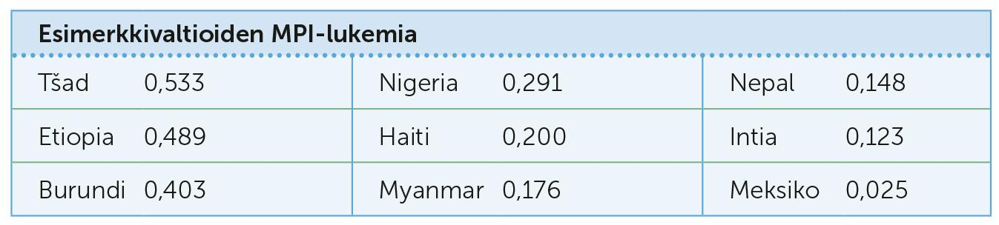 Esimerkkivaltioiden MPI-lukemia
Tšad 0,533 Nigeria 0,291 Nepal 0,148
Etiopia 0,489 Haiti 0,200 Intia 0,123
Burundi 0,403 Myanmar 0,176 Meksiko 0,025